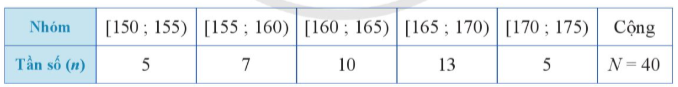 Nhóm [150 ; 155) [155 ; 160) [160 ; 165) [165 ; 170) [170 ; 175) Cộng
Tần số (n) 5 7 10 13 5 N = 40